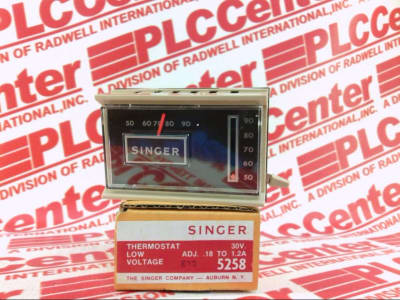 PLCCenter
A DIVISION OF RADWELL INTERNATIONAL, INC.
50 60 70 80 90
SINGER
90
80
70
60
50
SINGER
THERMOSTAT 30V.
LOW ADJ. .18 TO 1.2A
VOLTAGE 5258
THE SINGER COMPANY — AUBURN N.Y.